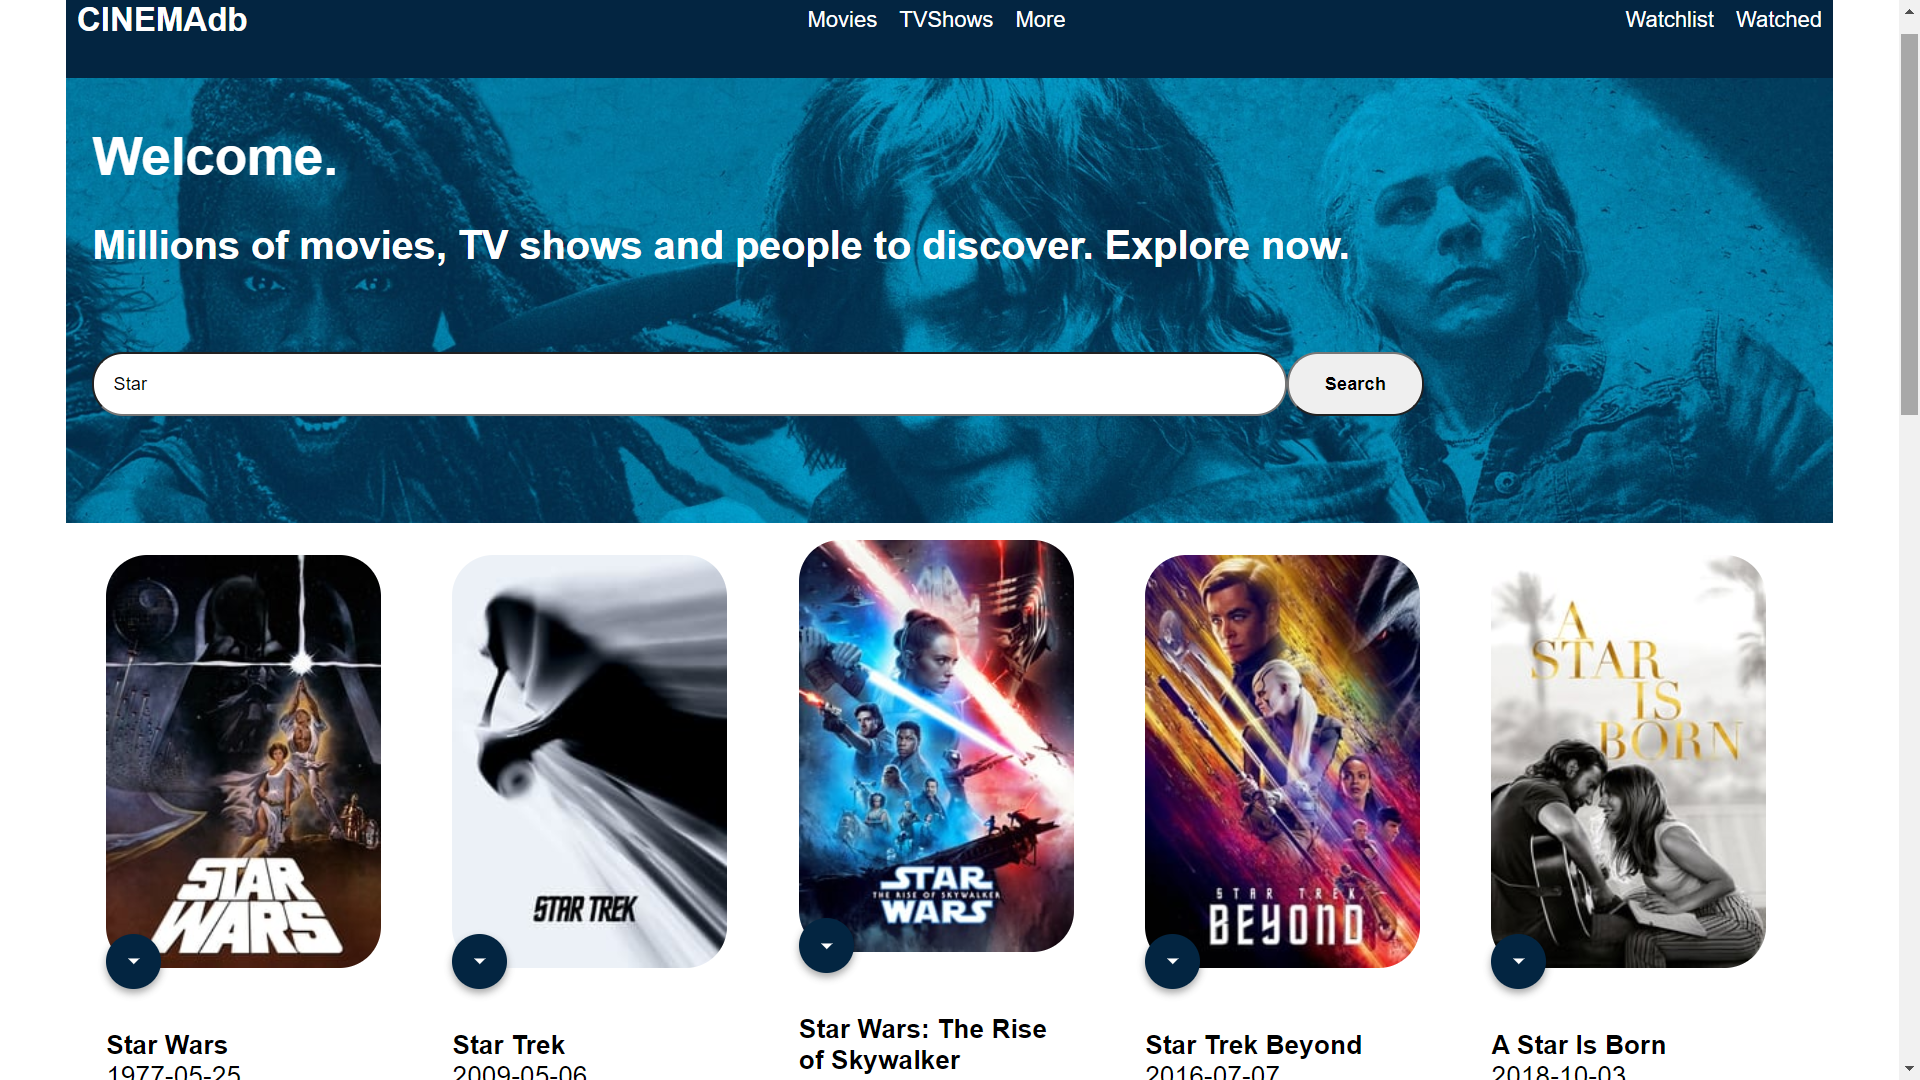 CINEMAdb
Movies TVShows More
Watchlist Watched
Welcome.
Millions of movies, TV shows and people to discover. Explore now.
Star
Search
STAR
WARS
STAR TREK
STAR
THE RISE OF SKYWALKER
WARS
STAR TREK
BEYOND
A
STAR
IS
BORN
Star Wars
1977-05-25
Star Trek
2009-05-06
Star Wars: The Rise
of Skywalker
Star Trek Beyond
2016-07-07
A Star Is Born
2018-10-03